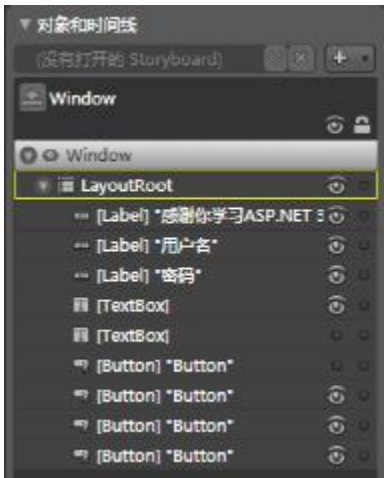 对象和时间线
(没有打开的 Storyboard)
Window
Window
LayoutRoot
[Label] "感谢你学习ASP.NET 3
[Label] "用户名"
[Label] "密码"
[TextBox]
[TextBox]
[Button] "Button"
[Button] "Button"
[Button] "Button"
[Button] "Button"